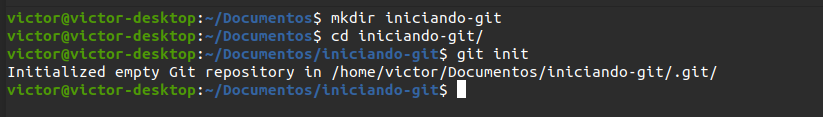 victor@victor-desktop:~/Documentos$ mkdir iniciando-git
victor@victor-desktop:~/Documentos$ cd iniciando-git/
victor@victor-desktop:~/Documentos/iniciando-git$ git init
Initialized empty Git repository in /home/victor/Documentos/iniciando-git/.git/
victor@victor-desktop:~/Documentos/iniciando-git$